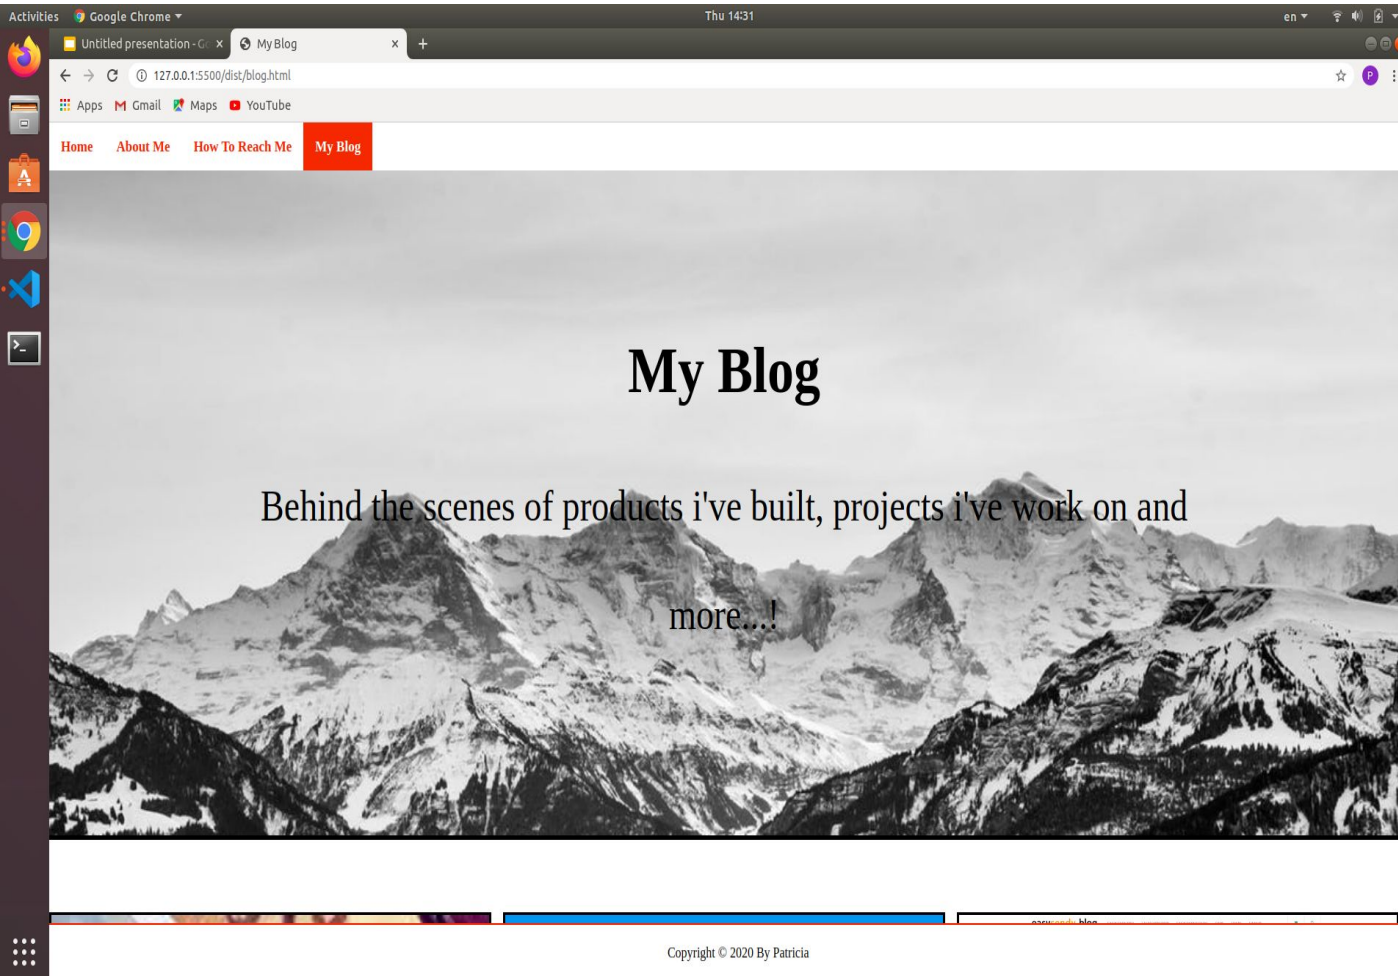 Activities Google Chrome Thu 14:31 en
Untitled presentation - Go My Blog
127.0.0.1:5500/dist/blog.html P
Apps Gmail Maps YouTube
Home About Me How To Reach Me My Blog
My Blog
Behind the scenes of products i've built, projects i've work on and
more...!
Copyright © 2020 By Patricia